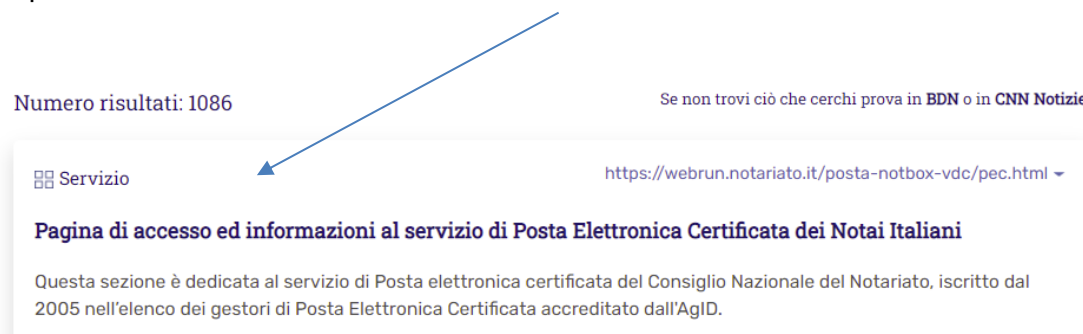 Numero risultati: 1086
Se non trovi ciò che cerchi prova in BDN o in CNN Notizie
Servizio
https://webrun.notariato.it/posta-notbox-vdc/pec.html
Pagina di accesso ed informazioni al servizio di Posta Elettronica Certificata dei Notai Italiani
Questa sezione è dedicata al servizio di Posta elettronica certificata del Consiglio Nazionale del Notariato, iscritto dal
2005 nell'elenco dei gestori di Posta Elettronica Certificata accreditato dall'AgID.